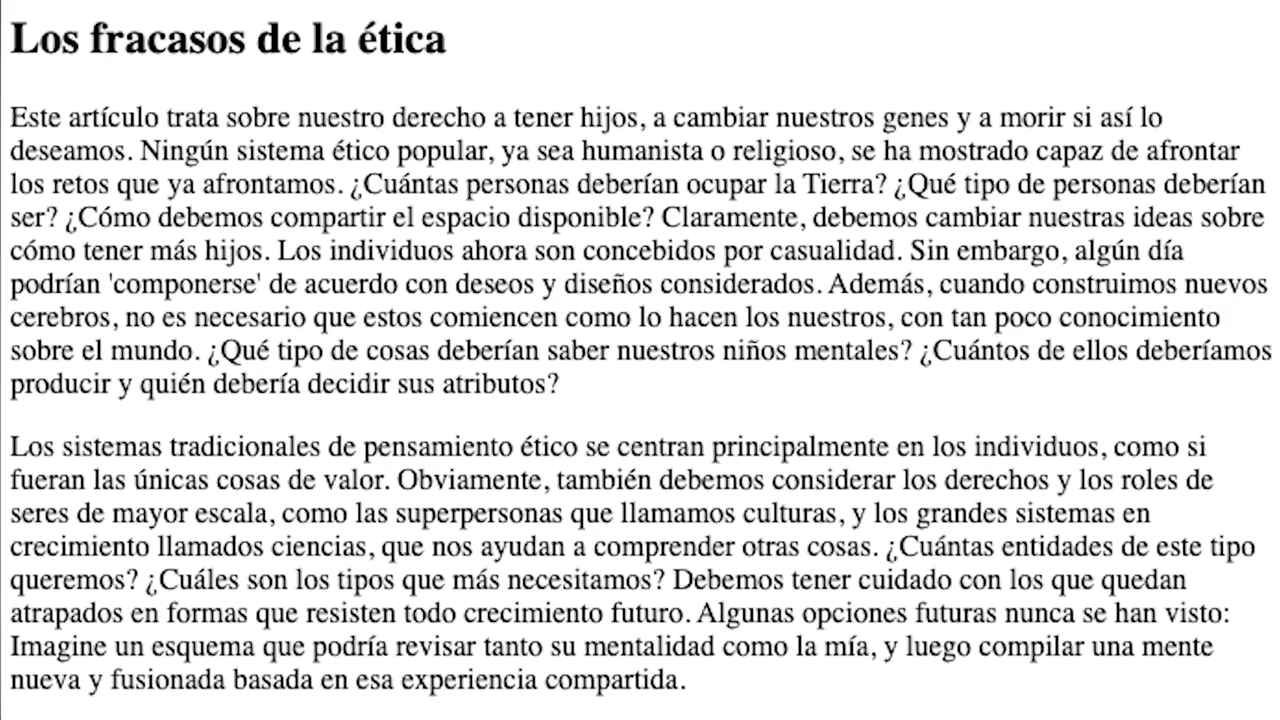 Los fracasos de la ética
Este artículo trata sobre nuestro derecho a tener hijos, a cambiar nuestros genes y a morir si así lo
deseamos. Ningún sistema ético popular, ya sea humanista o religioso, se ha mostrado capaz de afrontar
los retos que ya afrontamos. ¿Cuántas personas deberían ocupar la Tierra? ¿Qué tipo de personas deberían
ser? ¿Cómo debemos compartir el espacio disponible? Claramente, debemos cambiar nuestras ideas sobre
cómo tener más hijos. Los individuos ahora son concebidos por casualidad. Sin embargo, algún día
podrían 'componerse' de acuerdo con deseos y diseños considerados. Además, cuando construimos nuevos
cerebros, no es necesario que estos comiencen como lo hacen los nuestros, con tan poco conocimiento
sobre el mundo. ¿Qué tipo de cosas deberían saber nuestros niños mentales? ¿Cuántos de ellos deberíamos
producir y quién debería decidir sus atributos?
Los sistemas tradicionales de pensamiento ético se centran principalmente en los individuos, como si
fueran las únicas cosas de valor. Obviamente, también debemos considerar los derechos y los roles de
seres de mayor escala, como las superpersonas que llamamos culturas, y los grandes sistemas en
crecimiento llamados ciencias, que nos ayudan a comprender otras cosas. ¿Cuántas entidades de este tipo
queremos? ¿Cuáles son los tipos que más necesitamos? Debemos tener cuidado con los que quedan
atrapados en formas que resisten todo crecimiento futuro. Algunas opciones futuras nunca se han visto:
Imagine un esquema que podría revisar tanto su mentalidad como la mía, y luego compilar una mente
nueva y fusionada basada en esa experiencia compartida.